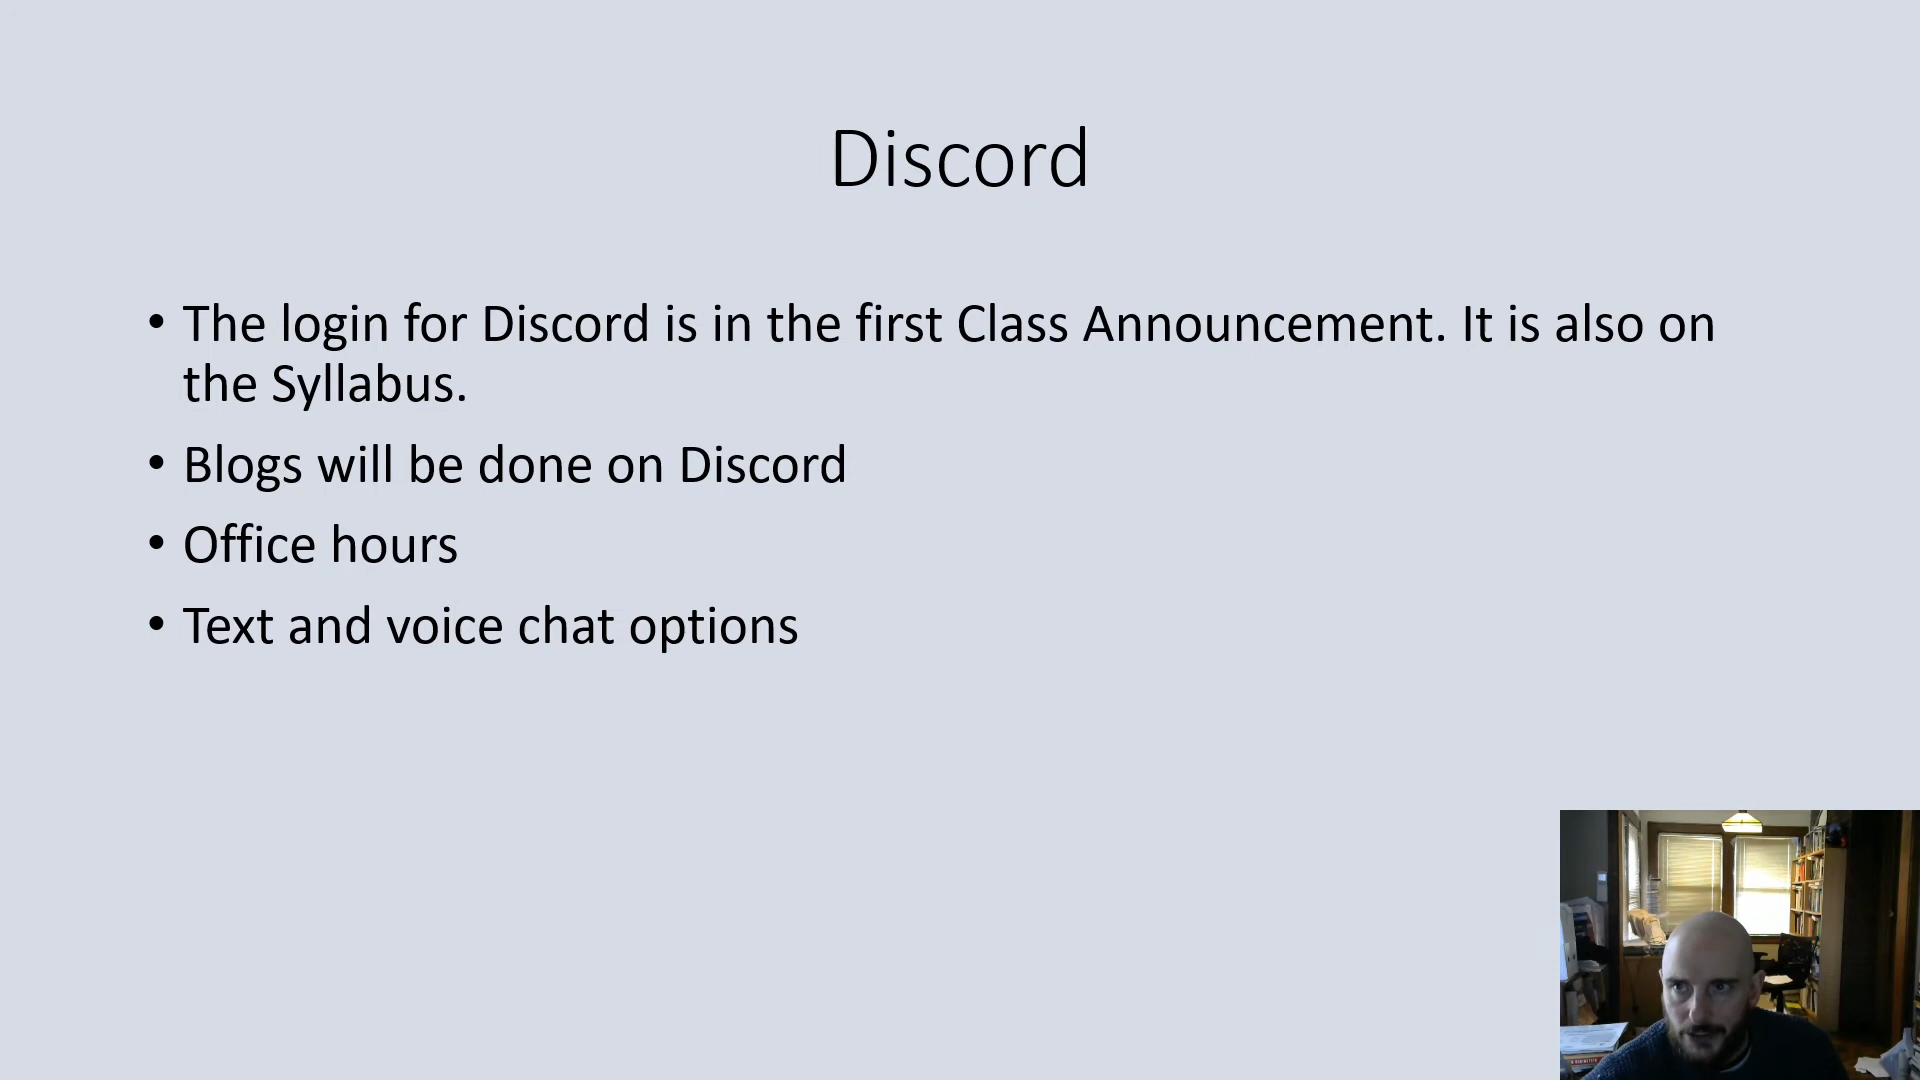 Discord
• The login for Discord is in the first Class Announcement. It is also on
the Syllabus.
• Blogs will be done on Discord
• Office hours
• Text and voice chat options